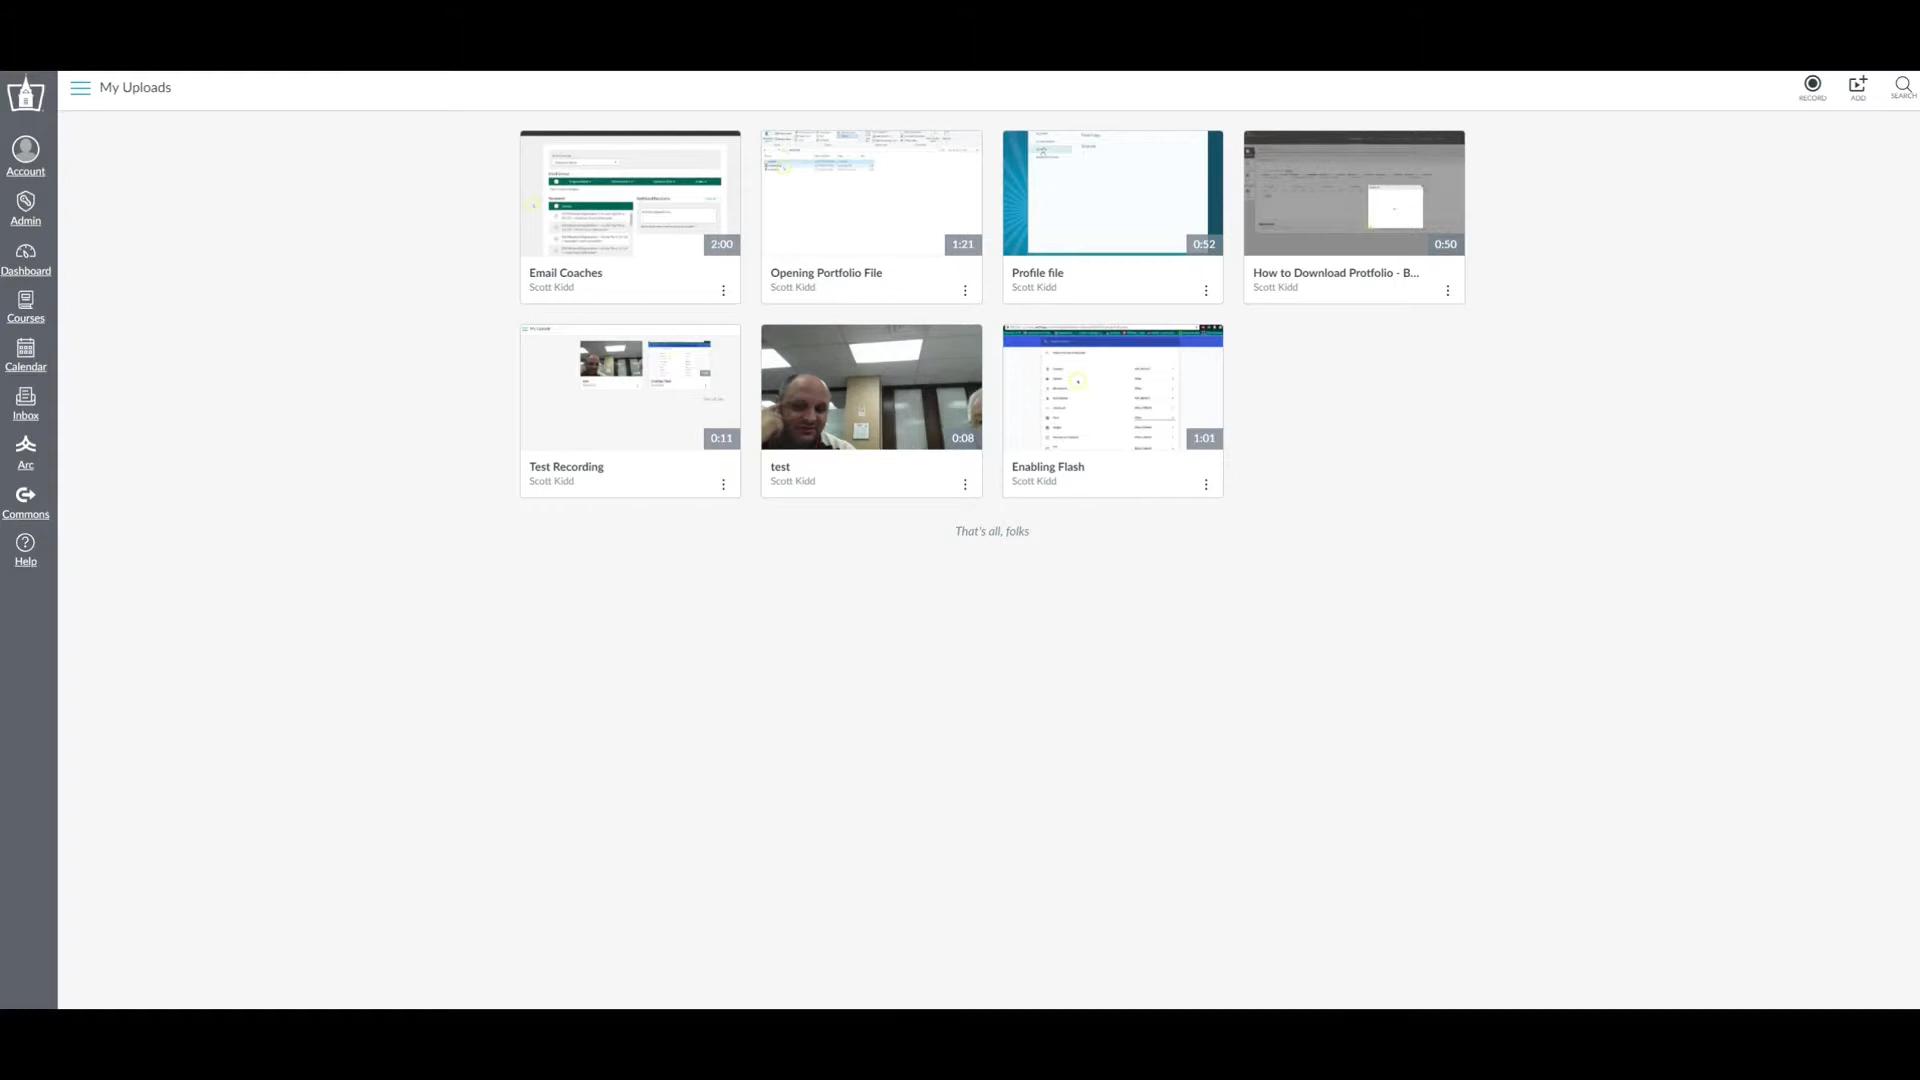 My Uploads
RECORD
ADD
SEARCH
Account
Admin
Dashboard
Courses
Calendar
Inbox
Arc
Commons
Help
2:00
Email Coaches
Scott Kidd
1:21
Opening Portfolio File
Scott Kidd
0:52
Profile file
Scott Kidd
0:50
How to Download Protfolio - B...
Scott Kidd
My Uploads
0:11
Test Recording
Scott Kidd
0:08
test
Scott Kidd
1:01
Enabling Flash
Scott Kidd
That's all, folks